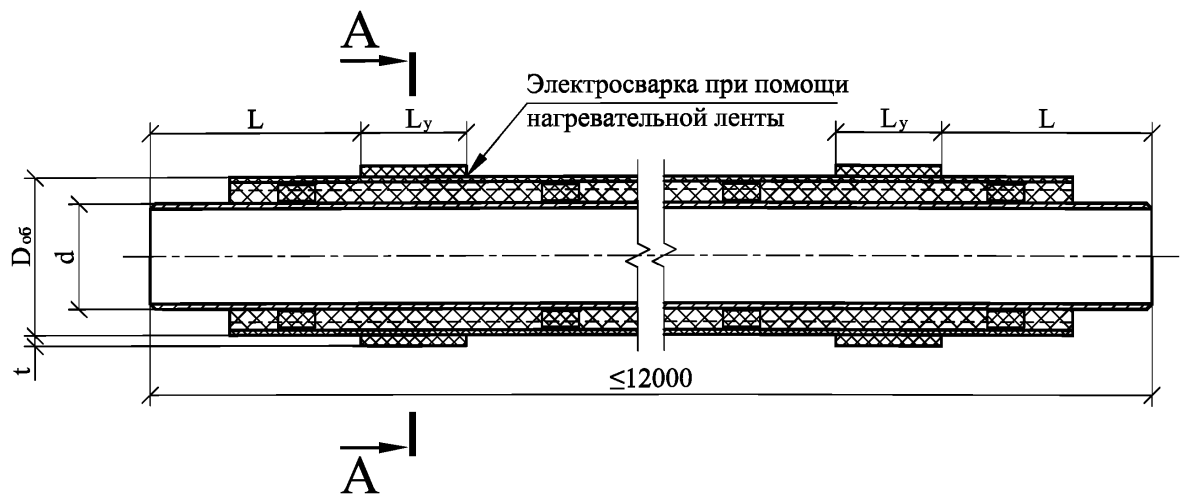 А
Электросварка при помощи
нагревательной ленты
L
Lу
Lу
L
Dоб
d
t
≤12000
А